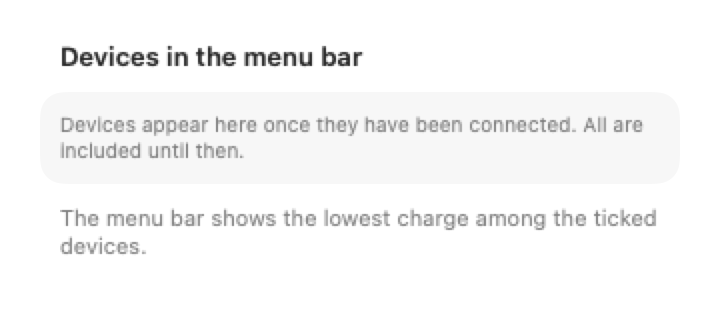 Devices in the menu bar
Devices appear here once they have been connected. All are
included until then.
The menu bar shows the lowest charge among the ticked
devices.